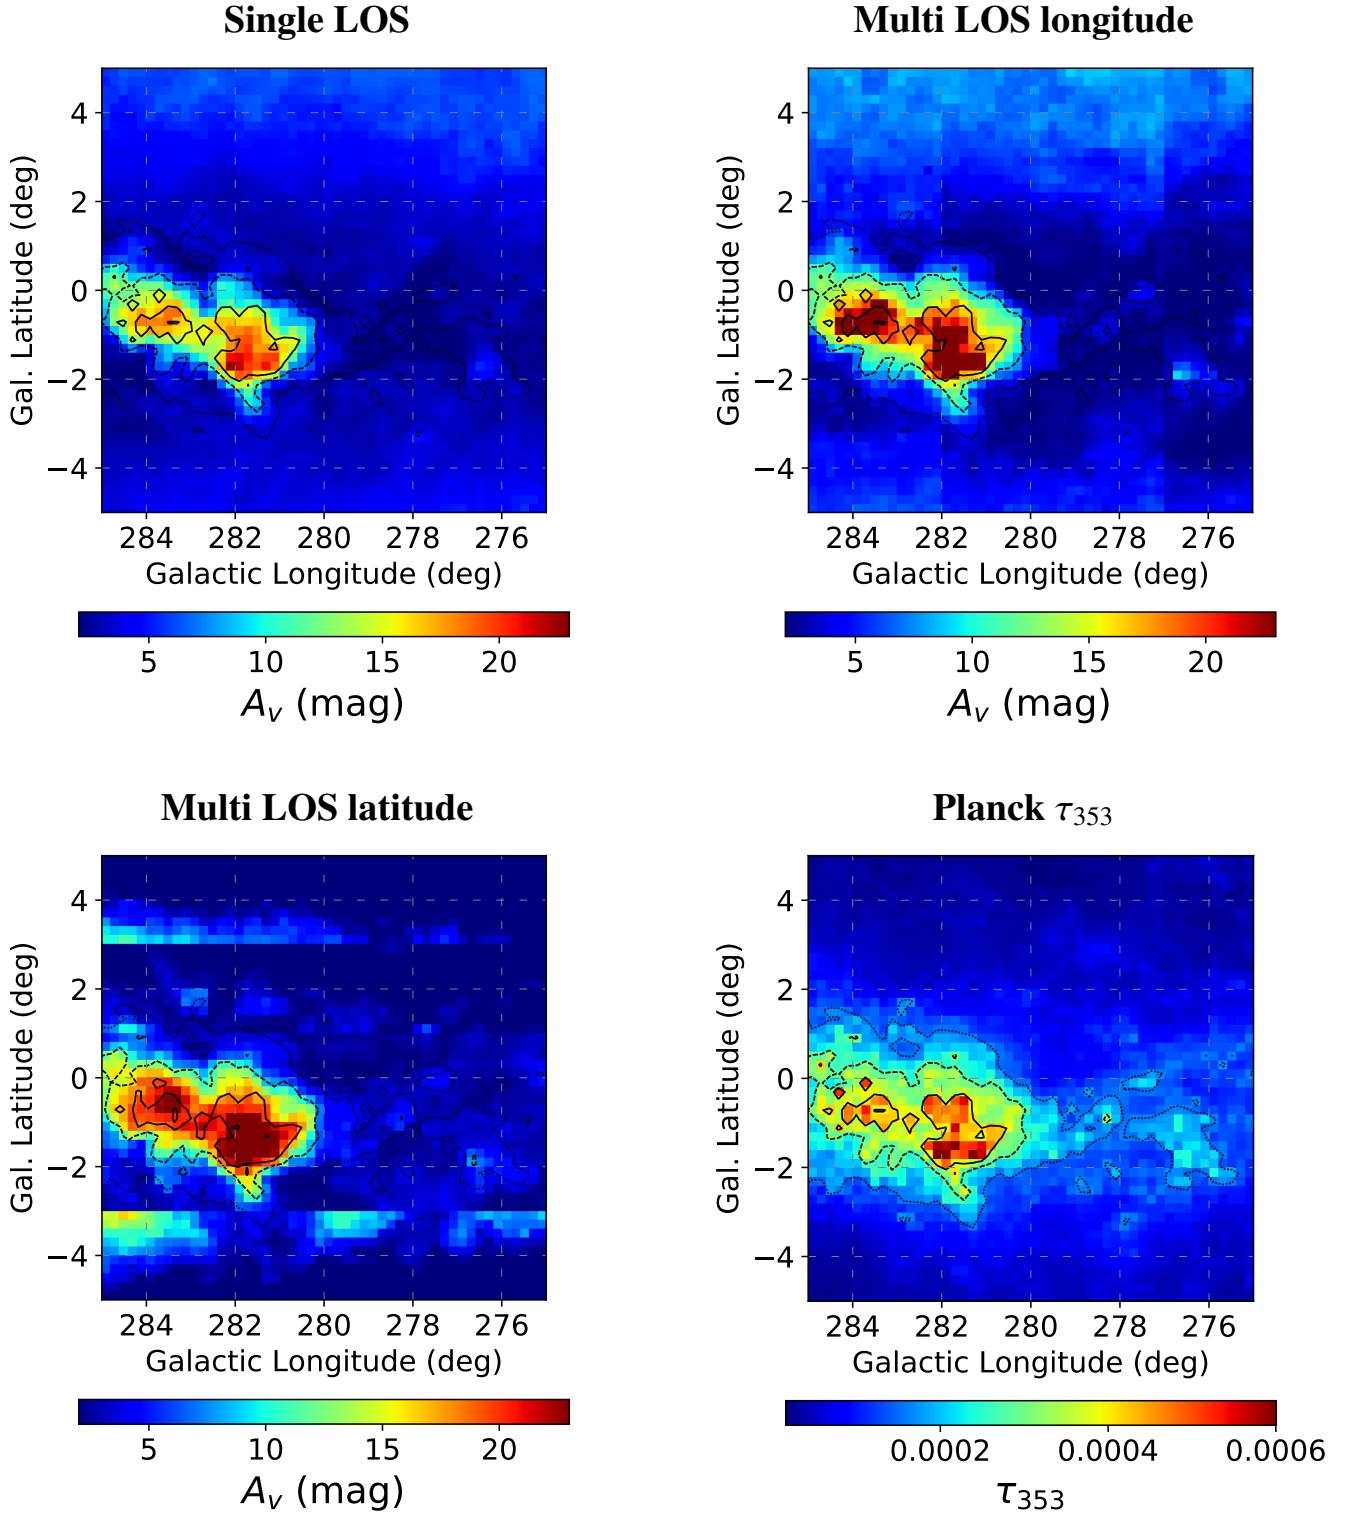 Single LOS
Multi LOS longitude
4
2
0
−2
−4
Gal. Latitude (deg)
284 282 280 278 276
Galactic Longitude (deg)
5 10 15 20
Av (mag)
4
2
0
−2
−4
Gal. Latitude (deg)
284 282 280 278 276
Galactic Longitude (deg)
5 10 15 20
Av (mag)
Multi LOS latitude
Planck τ353
4
2
0
−2
−4
Gal. Latitude (deg)
284 282 280 278 276
Galactic Longitude (deg)
5 10 15 20
Av (mag)
4
2
0
−2
−4
Gal. Latitude (deg)
284 282 280 278 276
Galactic Longitude (deg)
0.0002 0.0004 0.0006
τ353